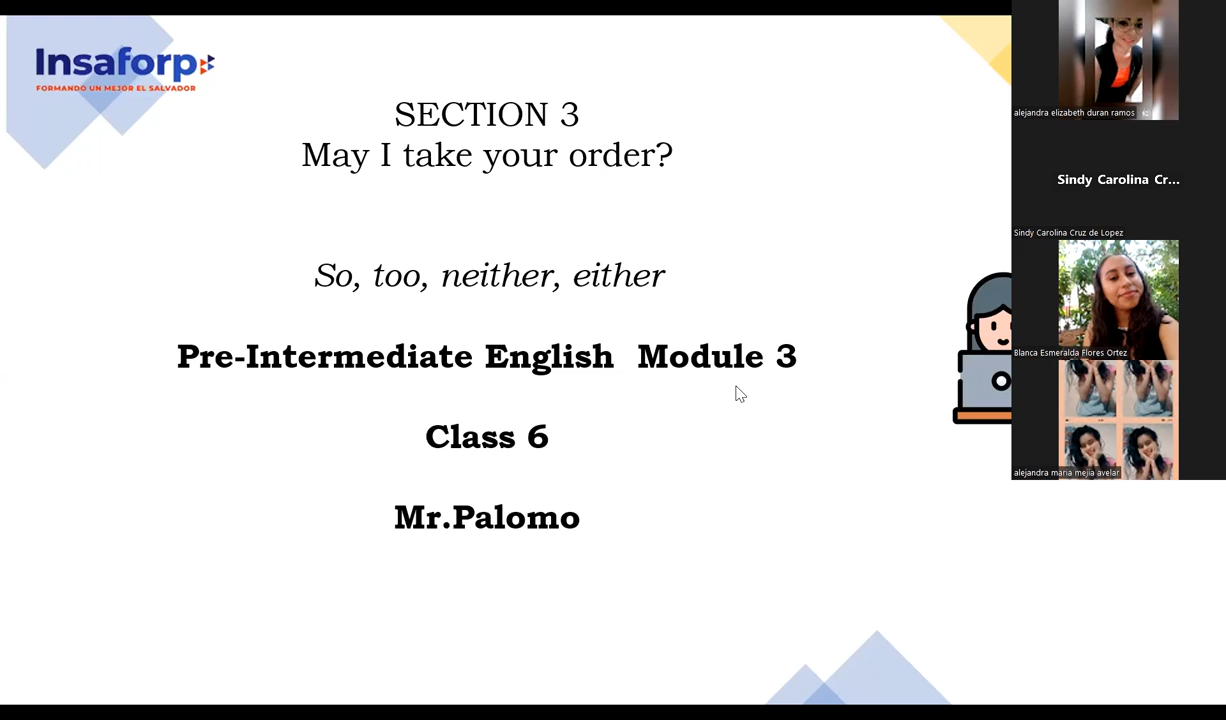 Insaforp
FORMANDO UN MEJOR EL SALVADOR
SECTION 3
May I take your order?
So, too, neither, either
Pre-Intermediate English Module 3
Class 6
Mr.Palomo
alejandra elizabeth duran ramos
Sindy Carolina Cr...
Sindy Carolina Cruz de Lopez
Blanca Esmeralda Flores Ortez
alejandra maria mejia avelar